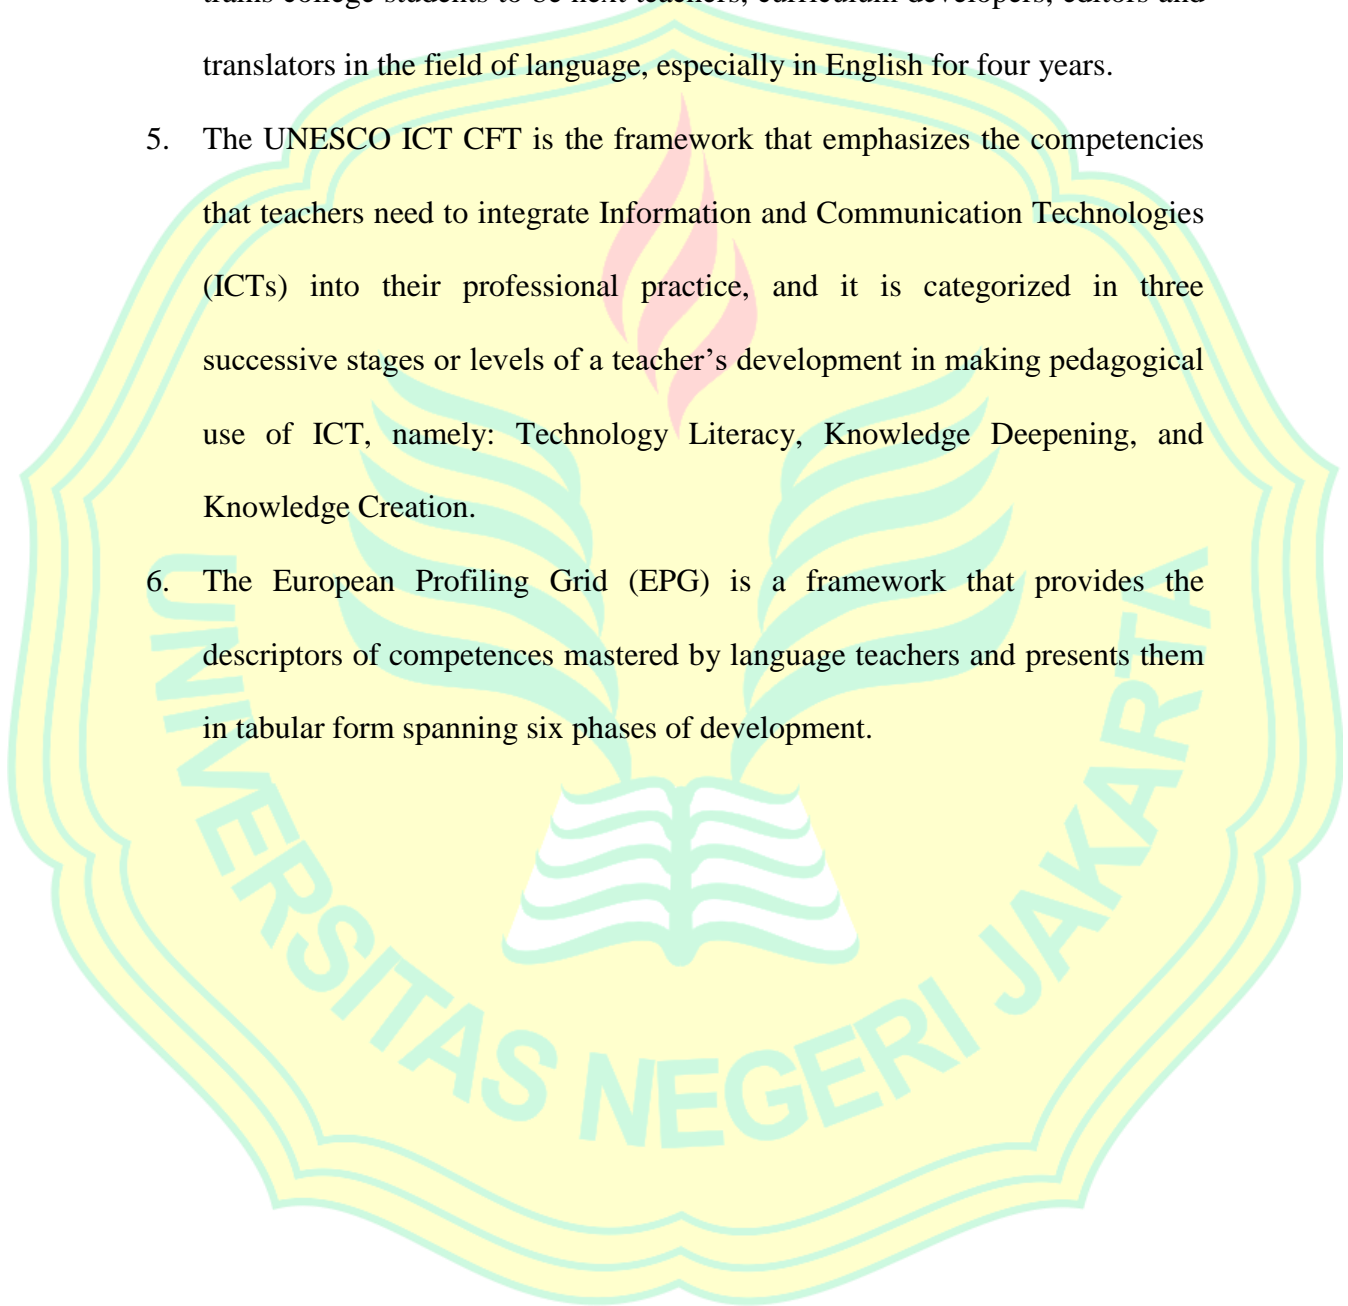 trains college students to be next teachers, curriculum developers, editors and
translators in the field of language, especially in English for four years.
5. The UNESCO ICT CFT is the framework that emphasizes the competencies
that teachers need to integrate Information and Communication Technologies
(ICTs) into their professional practice, and it is categorized in three
successive stages or levels of a teacher’s development in making pedagogical
use of ICT, namely: Technology Literacy, Knowledge Deepening, and
Knowledge Creation.
6. The European Profiling Grid (EPG) is a framework that provides the
descriptors of competences mastered by language teachers and presents them
in tabular form spanning six phases of development.
UNIVERSITAS NEGERI JAKARTA